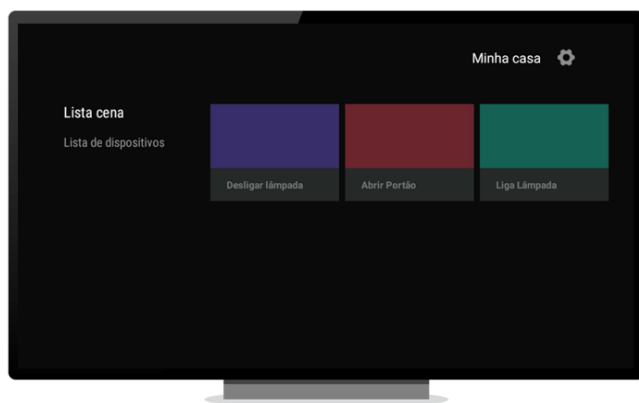 Minha casa
Lista cena
Lista de dispositivos
Desligar lâmpada
Abrir Portão
Liga Lâmpada